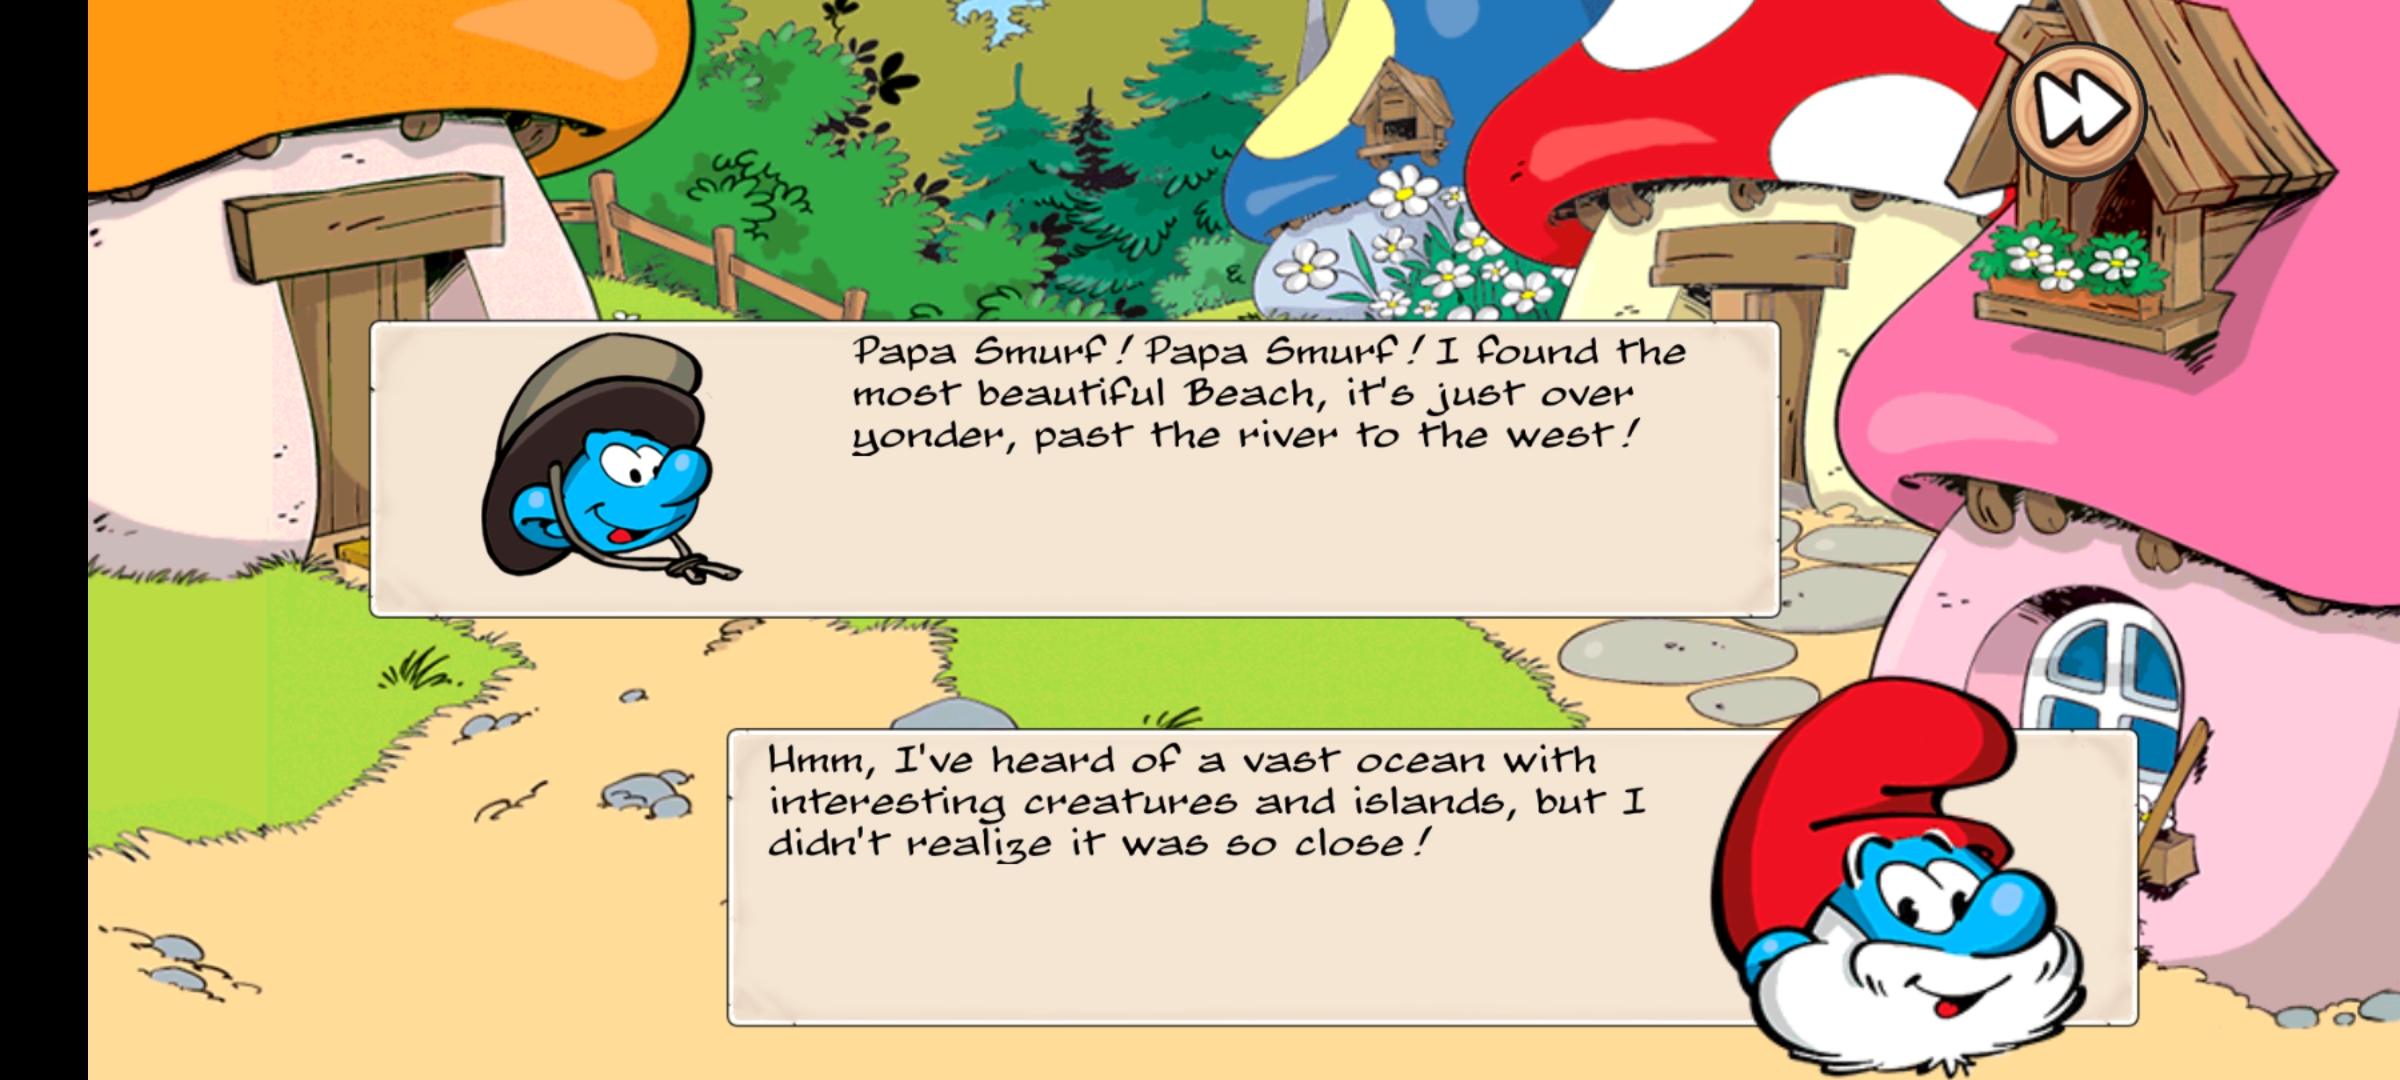 Papa Smurf! Papa Smurf! I found the
most beautiful Beach, it's just over
yonder, past the river to the west!
Hmm, I've heard of a vast ocean with
interesting creatures and islands, but I
didn't realize it was so close!